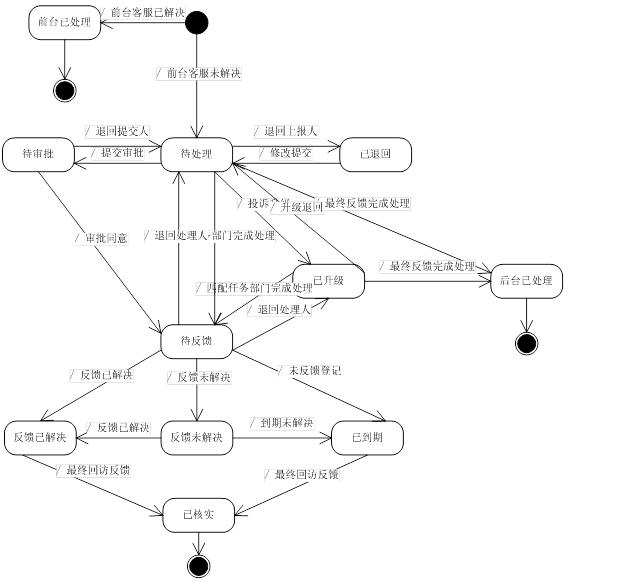 / 前台客服已解决
前台已处理
/ 前台客服未解决
/ 退回提交人
/ 退回上报人
待审批
/ 提交审批
待处理
/ 修改提交
已退回
/ 投诉
/ 升级退回
最终反馈完成处理
/ 审批同意
/ 退回处理人
部门完成处理
/ 最终反馈完成处理
已升级
后台已处理
/ 匹配任务部门完成处理
/ 退回处理人
待反馈
/ 反馈已解决
/ 反馈未解决
/ 未反馈登记
/ 反馈已解决
/ 到期未解决
反馈已解决
反馈未解决
已到期
/ 最终回访反馈
/ 最终回访反馈
已核实